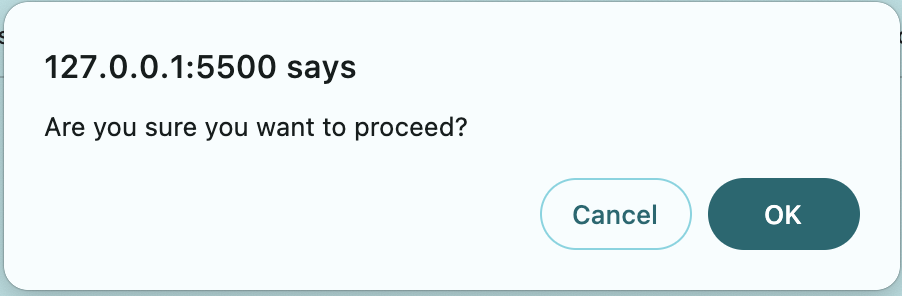 127.0.0.1:5500 says
Are you sure you want to proceed?
Cancel
OK